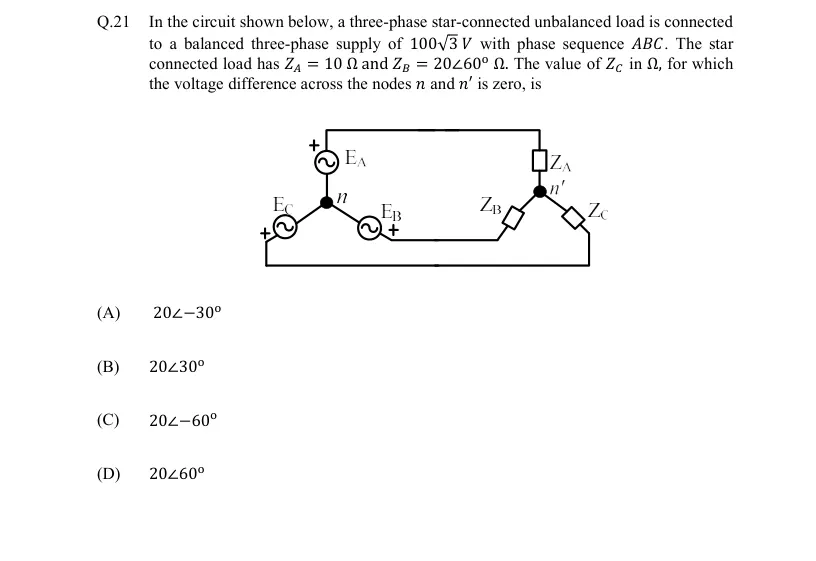 Q.21 In the circuit shown below, a three-phase star-connected unbalanced load is connected
to a balanced three-phase supply of 100√3 V with phase sequence ABC. The star
connected load has Z_A = 10 Ω and Z_B = 20∠60° Ω. The value of Z_C in Ω, for which
the voltage difference across the nodes n and n′ is zero, is
+ E_A
Z_A
n
n′
E_C
E_B
Z_B
Z_C
+
+
(A) 20∠−30°
(B) 20∠30°
(C) 20∠−60°
(D) 20∠60°